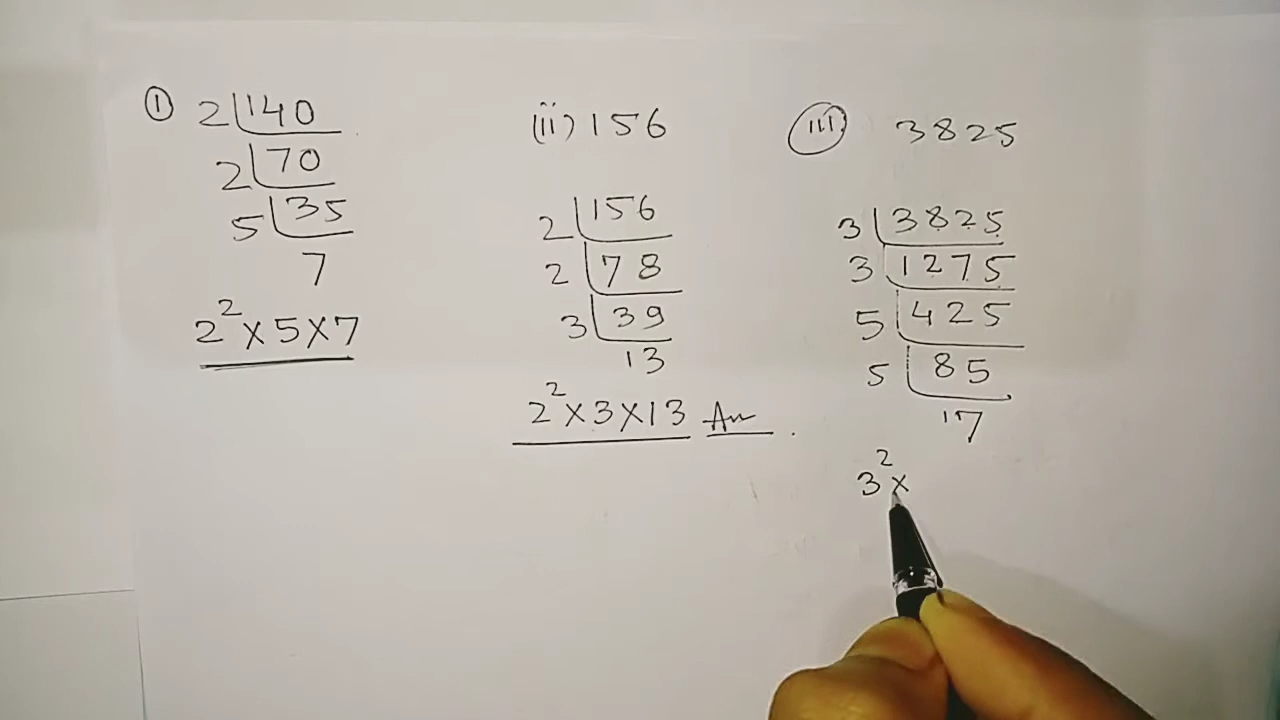 ① 2 140
2 70
5 35
7
2² × 5 × 7
(ii) 156
2 156
2 78
3 39
13
2² × 3 × 13 An
(iii) 3825
3 3825
3 1275
5 425
5 85
17
3² ×